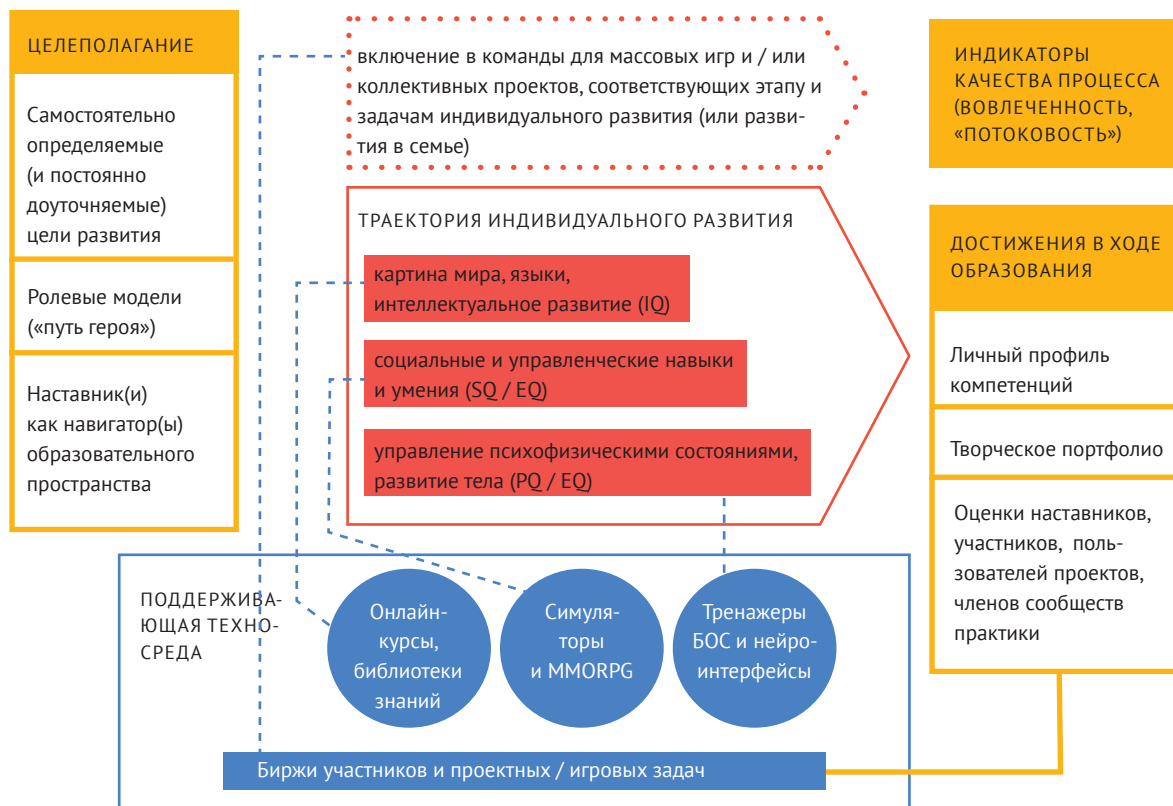 ЦЕЛЕПОЛАГАНИЕ
Самостоятельно
определяемые
(и постоянно
доуточняемые)
цели развития
Ролевые модели
(«путь героя»)
Наставник(и)
как навигатор(ы)
образовательного
пространства
включение в команды для массовых игр и / или
коллективных проектов, соответствующих этапу и
задачам индивидуального развития (или разви-
тия в семье)
ТРАЕКТОРИЯ ИНДИВИДУАЛЬНОГО РАЗВИТИЯ
картина мира, языки,
интеллектуальное развитие (IQ)
социальные и управленческие навыки
и умения (SQ / EQ)
управление психофизическими состояниями,
развитие тела (PQ / EQ)
ИНДИКАТОРЫ
КАЧЕСТВА ПРОЦЕССА
(ВОВЛЕЧЕННОСТЬ,
«ПОТОКОВОСТЬ»)
ДОСТИЖЕНИЯ В ХОДЕ
ОБРАЗОВАНИЯ
Личный профиль
компетенций
Творческое портфолио
Оценки наставников,
участников, поль-
зователей проектов,
членов сообществ
практики
ПОДДЕРЖИВА-
ЮЩАЯ ТЕХНО-
СРЕДА
Онлайн-
курсы,
библиотеки
знаний
Симуля-
торы
и MMORPG
Тренажеры
БОС и нейро-
интерфейсы
Биржи участников и проектных / игровых задач